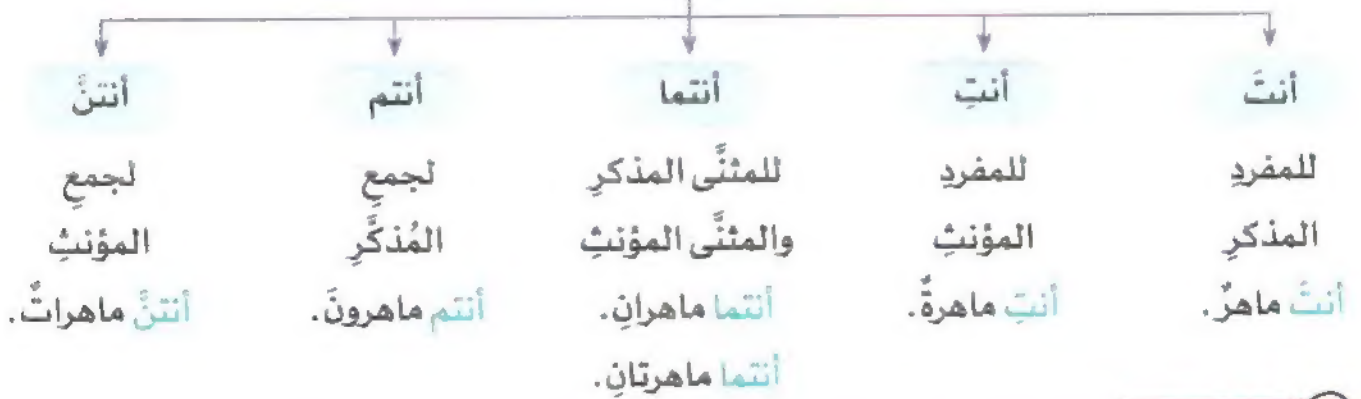 أنتَ أنتِ أنتما أنتم أنتنَّ
للمفردِ للمفردِ للمثنَّى المذكرِ لجمعِ لجمعِ
المذكرِ المؤنثِ والمثنَّى المؤنثِ المُذكَّرِ المؤنثِ
أنتَ ماهرٌ. أنتِ ماهرةٌ. أنتما ماهرانِ. أنتم ماهرونَ. أنتنَّ ماهراتٌ.
أنتما ماهرتانِ.